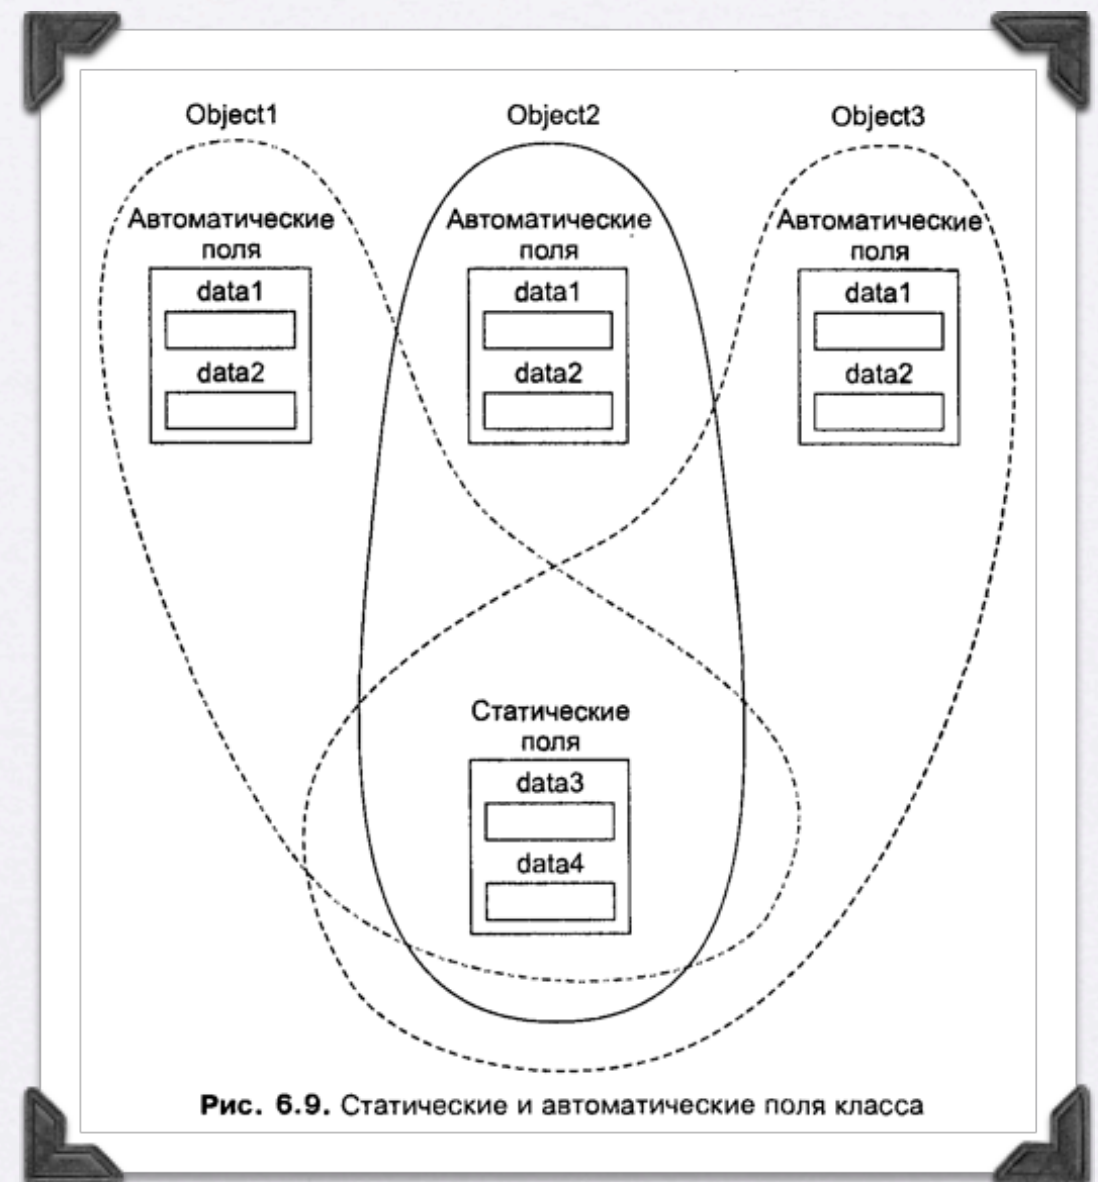 Object1
Object2
Object3
Автоматические
поля
data1
data2
Автоматические
поля
data1
data2
Автоматические
поля
data1
data2
Статические
поля
data3
data4
Рис. 6.9. Статические и автоматические поля класса